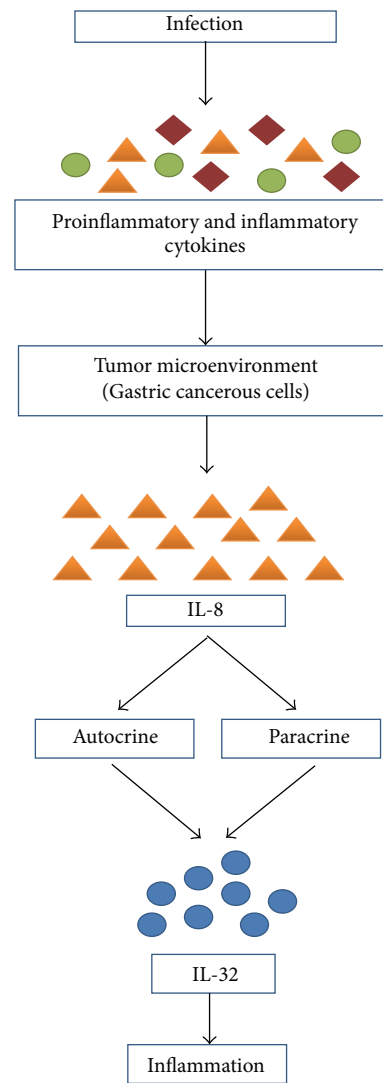 Infection
Proinflammatory and inflammatory
cytokines
Tumor microenvironment
(Gastric cancerous cells)
IL-8
Autocrine
Paracrine
IL-32
Inflammation